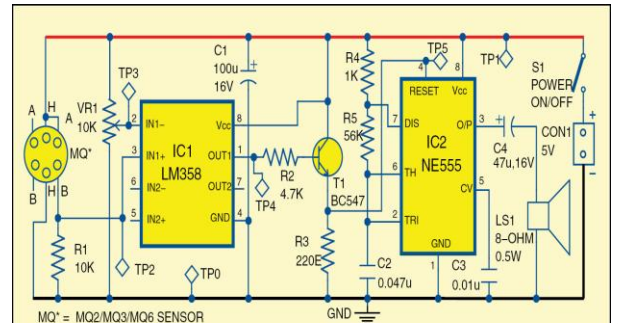 C1
100u
16V
TP3
VR1
10K
A
H
A
MQ*
B
H
B
R1
10K
TP2
TP0
2
IN1-
3
IN1+
6
IN2-
5
IN2+
IC1
LM358
Vcc
8
OUT1
1
OUT2
7
GND
4
TP4
R2
4.7K
T1
BC547
R3
220E
R4
1K
R5
56K
TP5
4
8
RESET
Vcc
7
DIS
O/P
3
IC2
NE555
6
TH
CV
5
2
TRI
GND
1
C2
0.047u
C3
0.01u
C4
47u,16V
TP1
S1
POWER
ON/OFF
CON1
5V
+
−
LS1
8-OHM
0.5W
GND
MQ* = MQ2/MQ3/MQ6 SENSOR